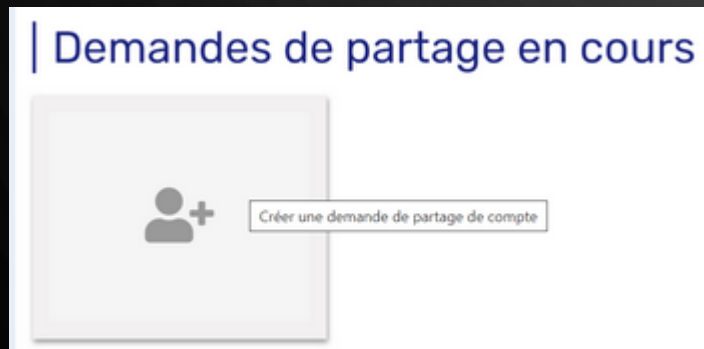 Demandes de partage en cours
Créer une demande de partage de compte